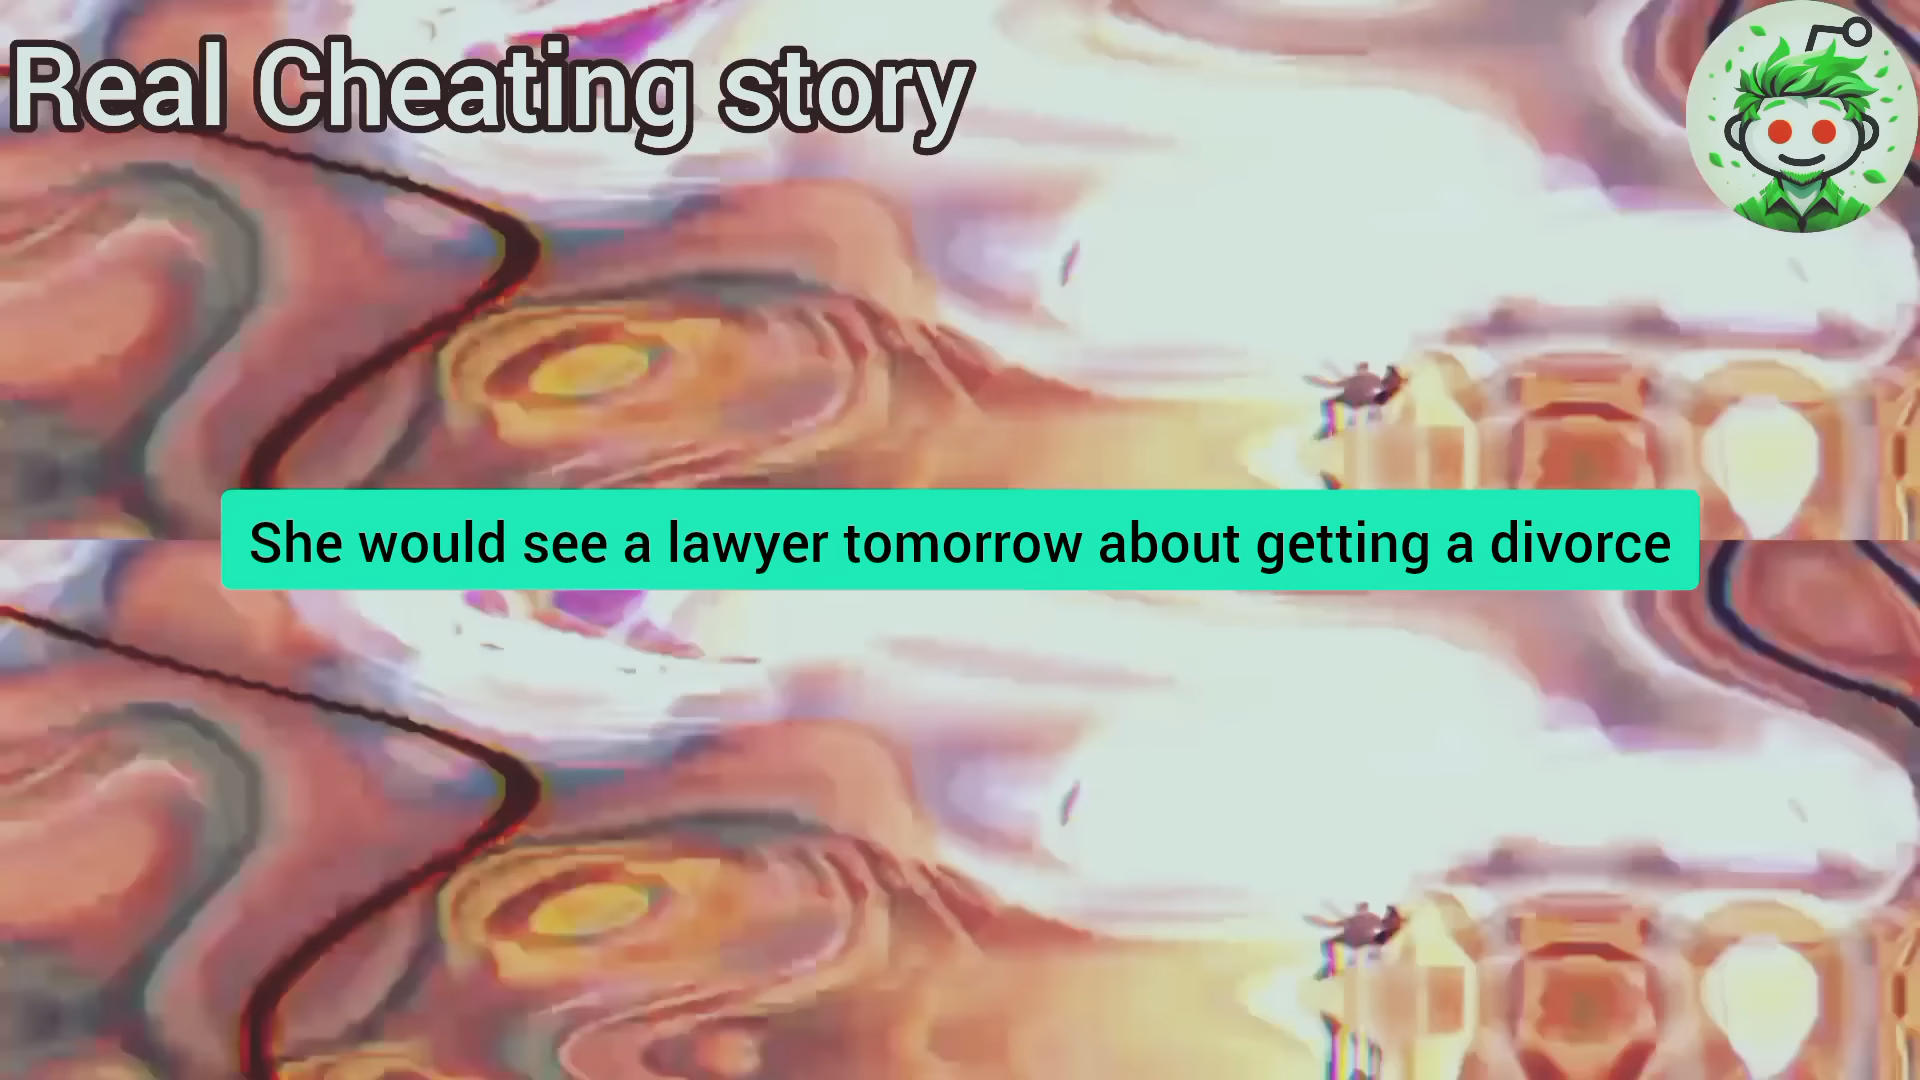 Real Cheating story
She would see a lawyer tomorrow about getting a divorce